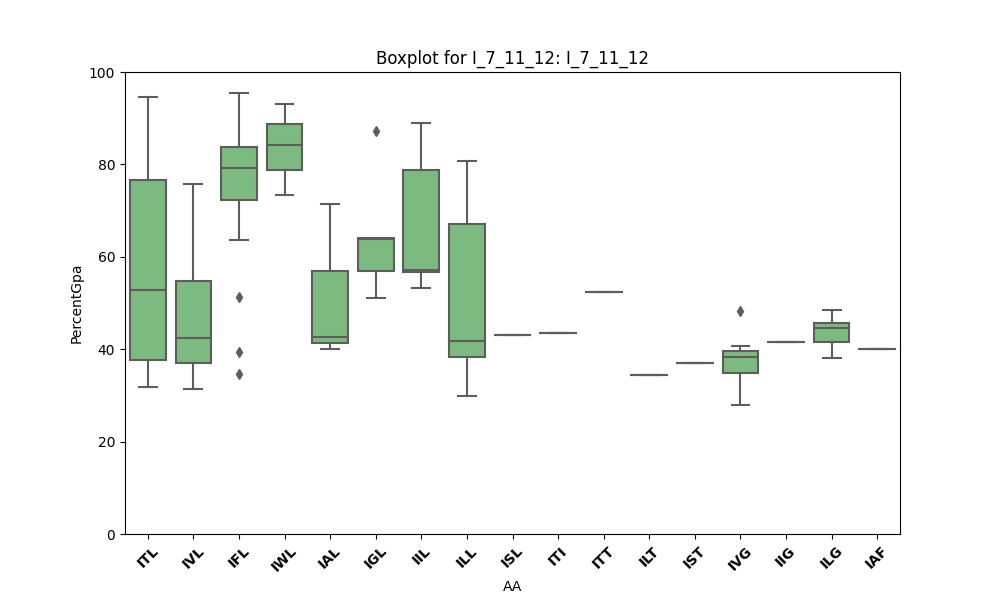 Boxplot for I_7_11_12: I_7_11_12
PercentGpa
100
80
60
40
20
0
ITL IVL IFL IWL IAL IGL IIL ILL ISL ITI ITT ILT IST IVG IIG ILG IAF
AA